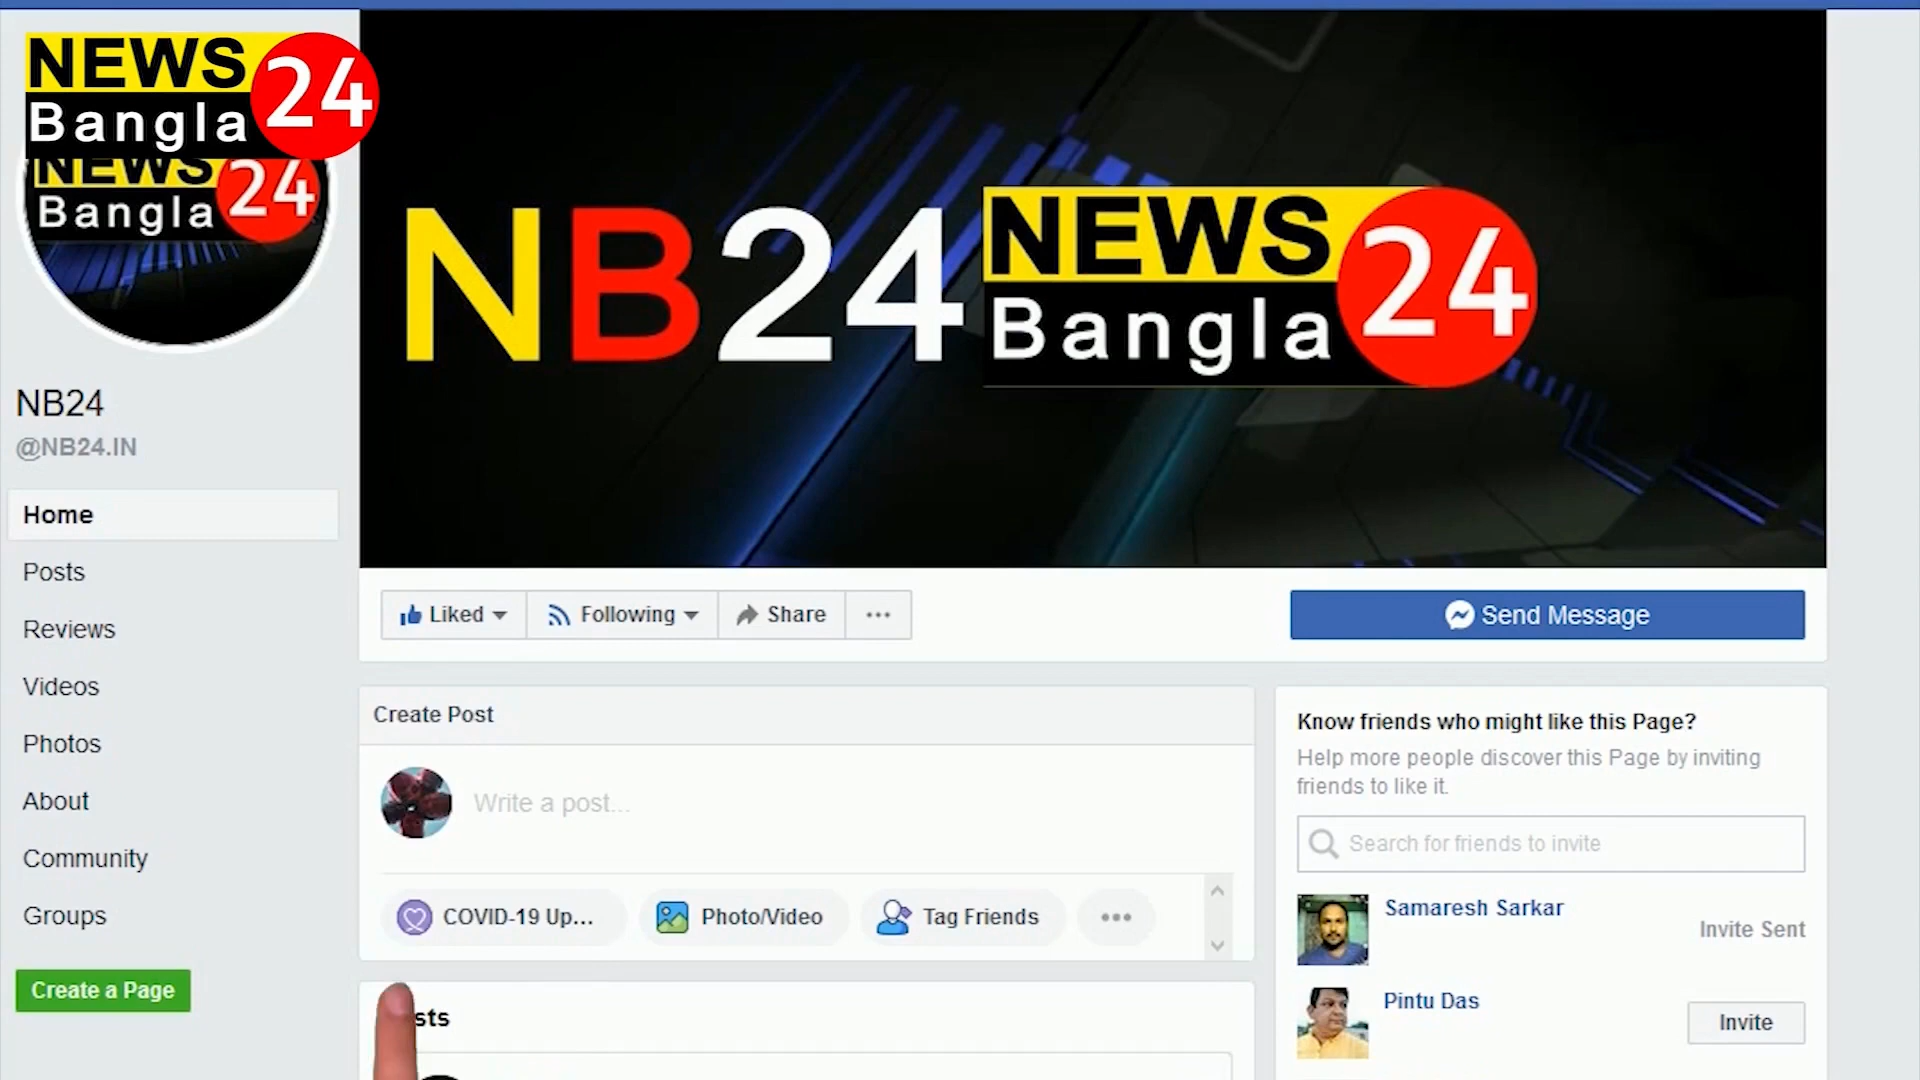 NEWS
Bangla 24
NEWS
Bangla 24
NB24
NEWS
Bangla 24
NB24
@NB24.IN
Home
Posts
Reviews
Videos
Photos
About
Community
Groups
Create a Page
Liked
Following
Share
Send Message
Create Post
Write a post...
COVID-19 Up...
Photo/Video
Tag Friends
sts
Know friends who might like this Page?
Help more people discover this Page by inviting
friends to like it.
Search for friends to invite
Samaresh Sarkar
Invite Sent
Pintu Das
Invite